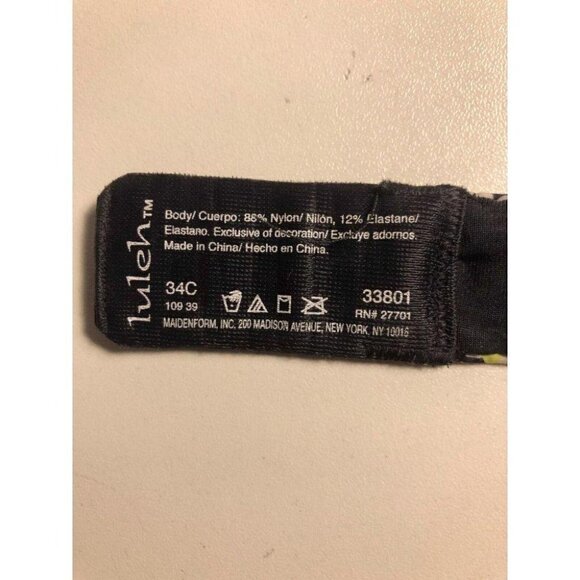 luleh™
Body/ Cuerpo: 88% Nylon/ Nilón, 12% Elastane/
Elastano. Exclusive of decoration/ Excluye adornos.
Made in China/ Hecho en China.
34C
33801
109 39
RN# 27701
MAIDENFORM, INC. 200 MADISON AVENUE, NEW YORK, NY 10016